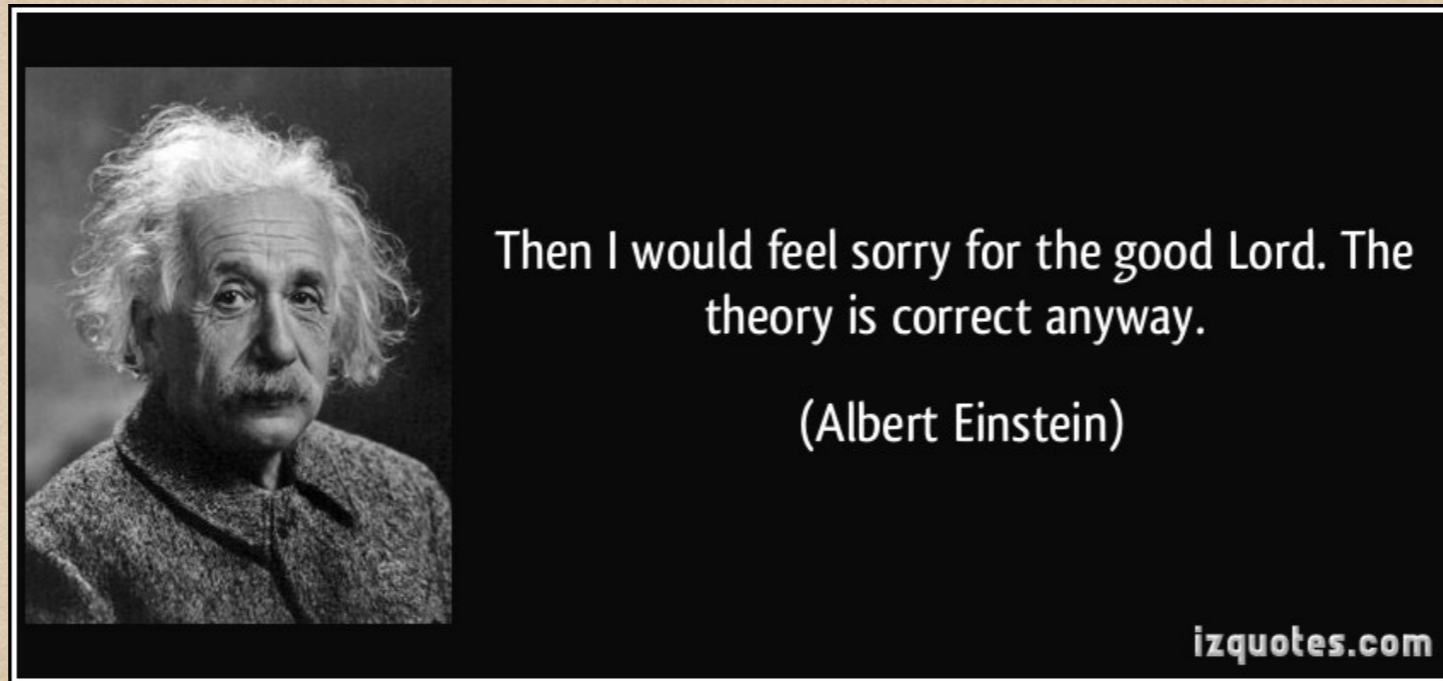 Then I would feel sorry for the good Lord. The
theory is correct anyway.
(Albert Einstein)
izquotes.com